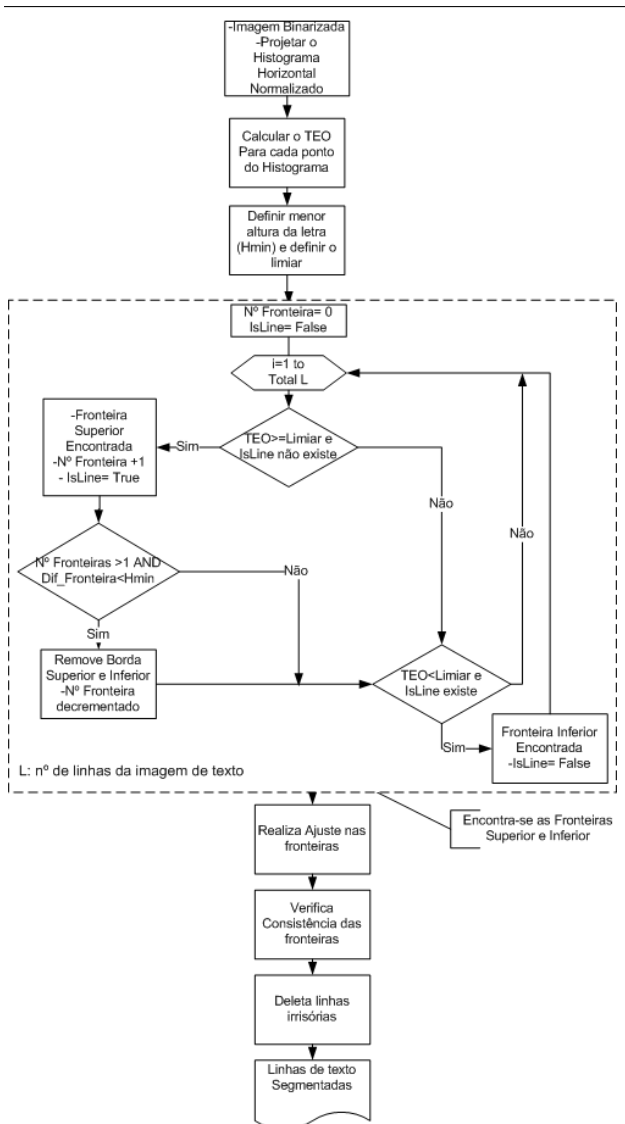 -Imagem Binarizada
-Projetar o
Histograma
Horizontal
Normalizado
Calcular o TEO
Para cada ponto
do Histograma
Definir menor
altura da letra
(Hmin) e definir o
limiar
Nº Fronteira= 0
IsLine= False
i=1 to
Total L
TEO>=Limiar e
IsLine não existe
Sim
-Fronteira
Superior
Encontrada
-Nº Fronteira +1
- IsLine= True
Não
Não
Nº Fronteiras >1 AND
Dif_Fronteira<Hmin
Não
Sim
Remove Borda
Superior e Inferior
-Nº Fronteira
decrementado
TEO<Limiar e
IsLine existe
Sim
Fronteira Inferior
Encontrada
-IsLine= False
L: nº de linhas da imagem de texto
Encontra-se as Fronteiras
Superior e Inferior
Realiza Ajuste nas
fronteiras
Verifica
Consistência das
fronteiras
Deleta linhas
irrisórias
Linhas de texto
Segmentadas